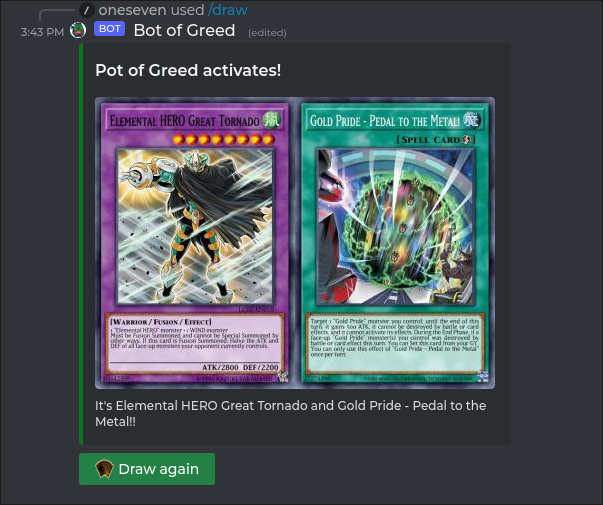 oneseven used /draw
3:43 PM BOT Bot of Greed (edited)
Pot of Greed activates!
Elemental HERO Great Tornado
Gold Pride - Pedal to the Metal!
[Spell Card]
[Warrior / Fusion / Effect]
1 "Elemental HERO" monster + 1 WIND monster
Must be Fusion Summoned and cannot be Special Summoned by
other ways. If this card is Fusion Summoned: Halve the ATK and
DEF of all face-up monsters your opponent currently controls.
ATK/2800 DEF/2200
Target 1 "Gold Pride" monster you control; until the end of this
turn, it gains 500 ATK, it cannot be destroyed by battle or card
effects, and it cannot activate its effects. During the End Phase, if a
face-up "Gold Pride" monster(s) you control was destroyed by
battle or card effect this turn: You can Set this card from your GY.
You can only use this effect of "Gold Pride - Pedal to the Metal!"
once per turn.
It's Elemental HERO Great Tornado and Gold Pride - Pedal to the
Metal!!
Draw again